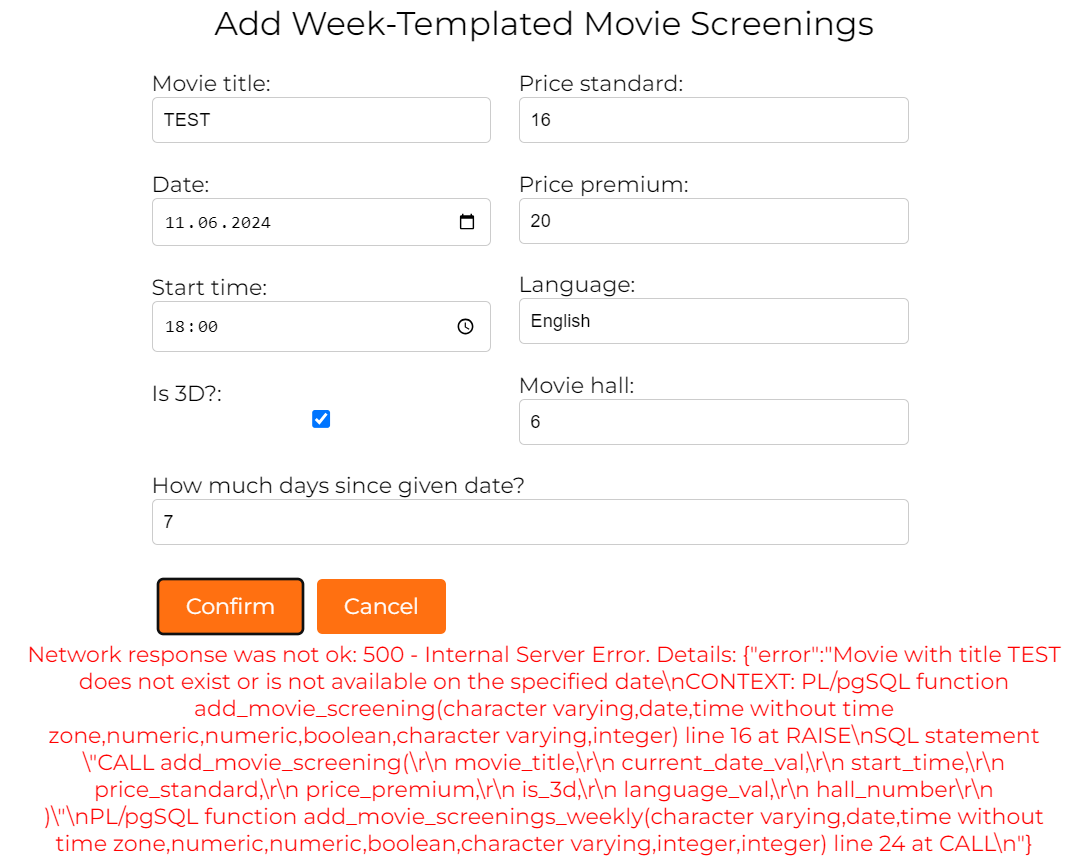 Add Week-Templated Movie Screenings
Movie title:
TEST
Price standard:
16
Date:
11.06.2024
Price premium:
20
Start time:
18:00
Language:
English
Is 3D?:
Movie hall:
6
How much days since given date?
7
Confirm
Cancel
Network response was not ok: 500 - Internal Server Error. Details: {"error":"Movie with title TEST
does not exist or is not available on the specified date\nCONTEXT: PL/pgSQL function
add_movie_screening(character varying,date,time without time
zone,numeric,numeric,boolean,character varying,integer) line 16 at RAISE\nSQL statement
\"CALL add_movie_screening(\r\n movie_title,\r\n current_date_val,\r\n start_time,\r\n
price_standard,\r\n price_premium,\r\n is_3d,\r\n language_val,\r\n hall_number\r\n
)\"\nPL/pgSQL function add_movie_screenings_weekly(character varying,date,time without
time zone,numeric,numeric,boolean,character varying,integer,integer) line 24 at CALL\n"}